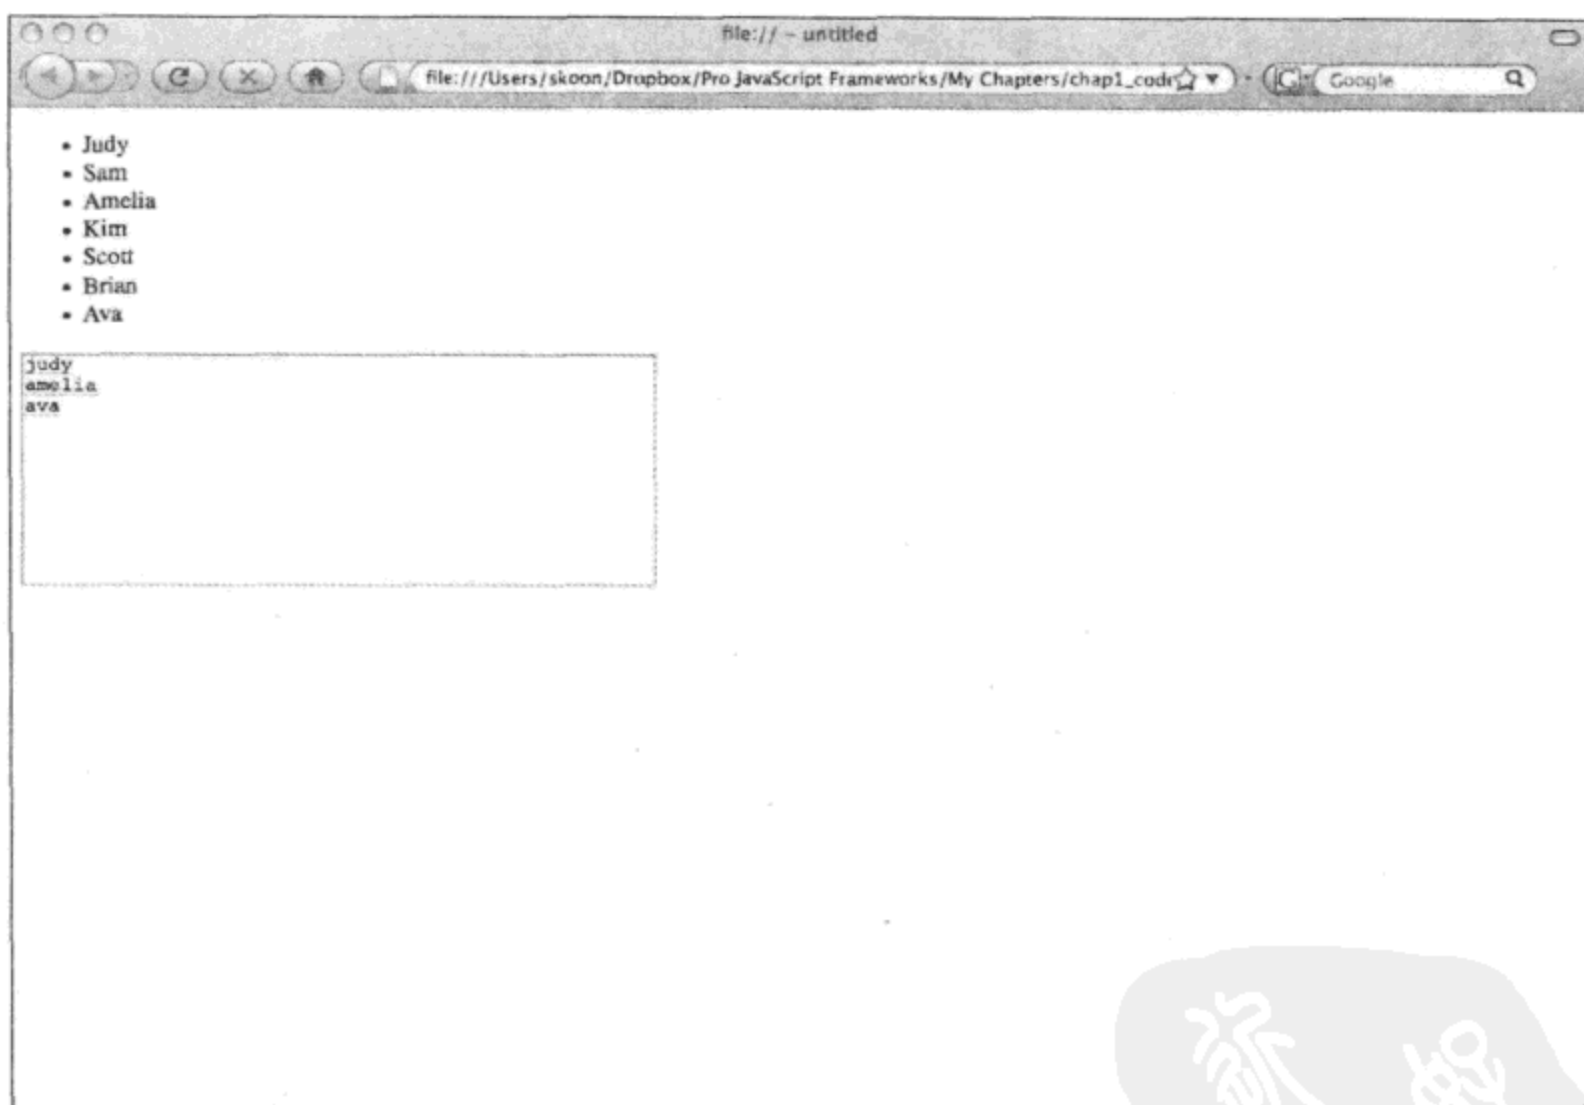 file:// – untitled
file:///Users/skoon/Dropbox/Pro JavaScript Frameworks/My Chapters/chap1_code
Google
Judy
Sam
Amelia
Kim
Scott
Brian
Ava
judy
amelia
ava